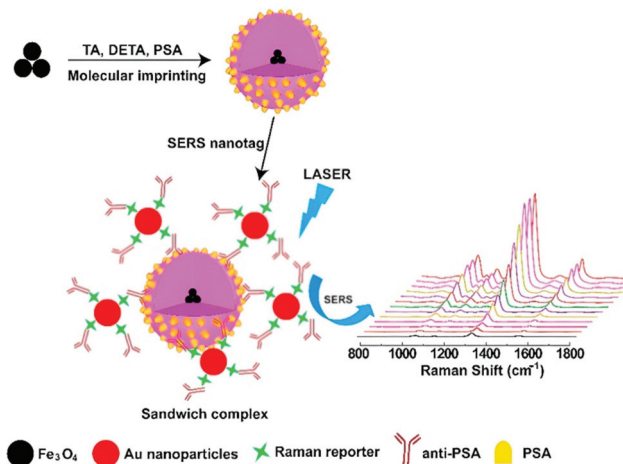 TA, DETA, PSA
Molecular imprinting
SERS nanotag
LASER
SERS
800 1000 1200 1400 1600 1800
Raman Shift (cm⁻¹)
Sandwich complex
Fe₃O₄ Au nanoparticles Raman reporter anti-PSA PSA